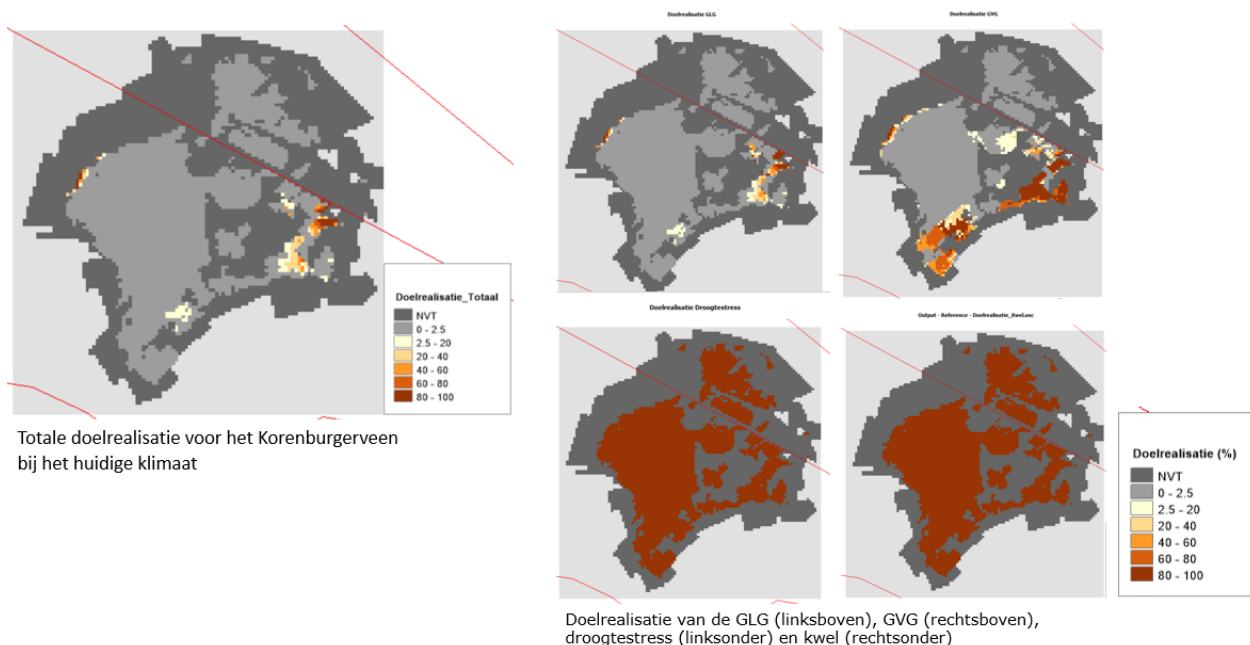 Doelrealisatie GLG
Doelrealisatie GVG
Doelrealisatie_Totaal
NVT
0 - 2.5
2.5 - 20
20 - 40
40 - 60
60 - 80
80 - 100
Totale doelrealisatie voor het Korenburgerveen
bij het huidige klimaat
Doelrealisatie Droogtestress
Output - Reference - Doelrealisatie_Kwel.asc
Doelrealisatie (%)
NVT
0 - 2.5
2.5 - 20
20 - 40
40 - 60
60 - 80
80 - 100
Doelrealisatie van de GLG (linksboven), GVG (rechtsboven),
droogtestress (linksonder) en kwel (rechtsonder)